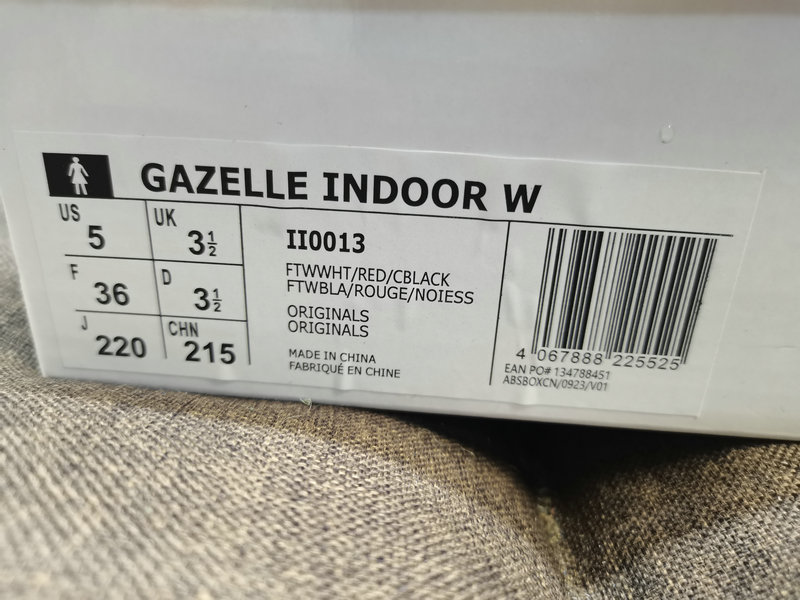 GAZELLE INDOOR W
US 5 UK 3½
F 36 D 3½
J 220 CHN 215
II0013
FTWWHT/RED/CBLACK
FTWBLA/ROUGE/NOIESS
ORIGINALS
ORIGINALS
MADE IN CHINA
FABRIQUÉ EN CHINE
4 067888 225525
EAN PO# 134788451
ABSBOXCN/0923/V01